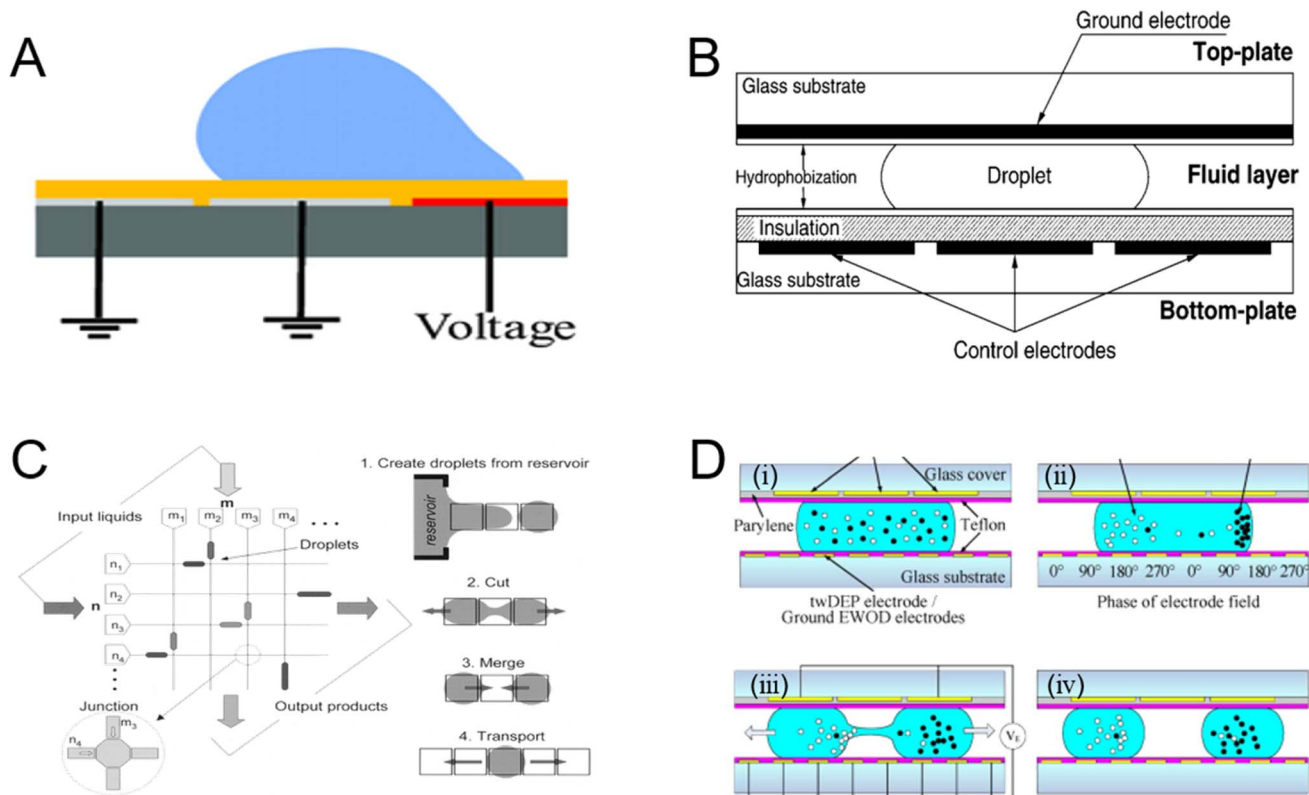 A
Voltage
B
Ground electrode
Top-plate
Glass substrate
Hydrophobization
Droplet
Fluid layer
Insulation
Glass substrate
Bottom-plate
Control electrodes
C
m
Input liquids
m1 m2 m3 m4
Droplets
n
n1
n2
n3
n4
Junction
Output products
m3
n4
1. Create droplets from reservoir
reservoir
2. Cut
3. Merge
4. Transport
D
(i)
Glass cover
Parylene
Teflon
Glass substrate
twDEP electrode /
Ground EWOD electrodes
(ii)
0° 90° 180° 270° 0° 90° 180° 270°
Phase of electrode field
(iii)
VE
(iv)